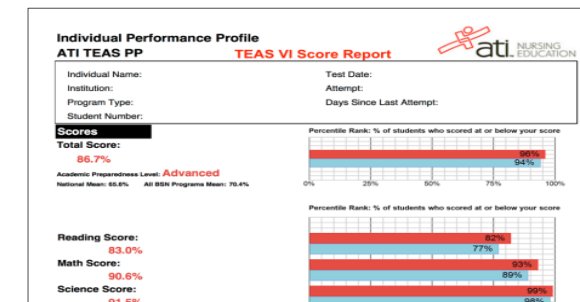 Individual Performance Profile
ATI TEAS PP
TEAS VI Score Report
ati NURSING EDUCATION
Individual Name:
Test Date:
Institution:
Attempt:
Program Type:
Days Since Last Attempt:
Student Number:
Scores
Percentile Rank: % of students who scored at or below your score
Total Score:
86.7%
96%
94%
Academic Preparedness Level: Advanced
National Mean: 65.8% All BSN Programs Mean: 70.4%
0% 25% 50% 75% 100%
Percentile Rank: % of students who scored at or below your score
Reading Score:
82%
83.0%
77%
Math Score:
93%
90.6%
89%
Science Score:
99%
91.5%
98%